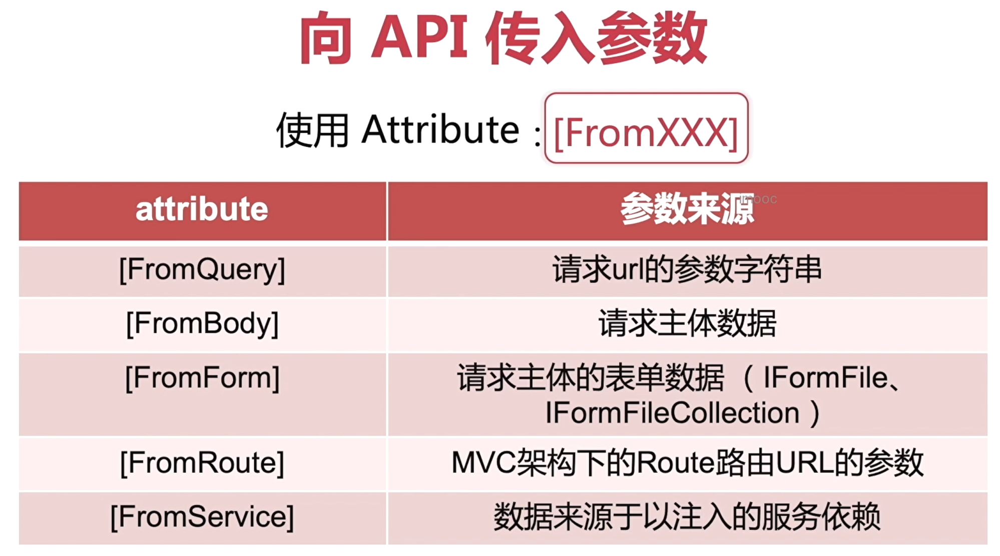 向 API 传入参数
使用 Attribute：[FromXXX]
attribute
参数来源
imooc
[FromQuery]
请求url的参数字符串
[FromBody]
请求主体数据
[FromForm]
请求主体的表单数据（IFormFile、
IFormFileCollection）
[FromRoute]
MVC架构下的Route路由URL的参数
[FromService]
数据来源于以注入的服务依赖